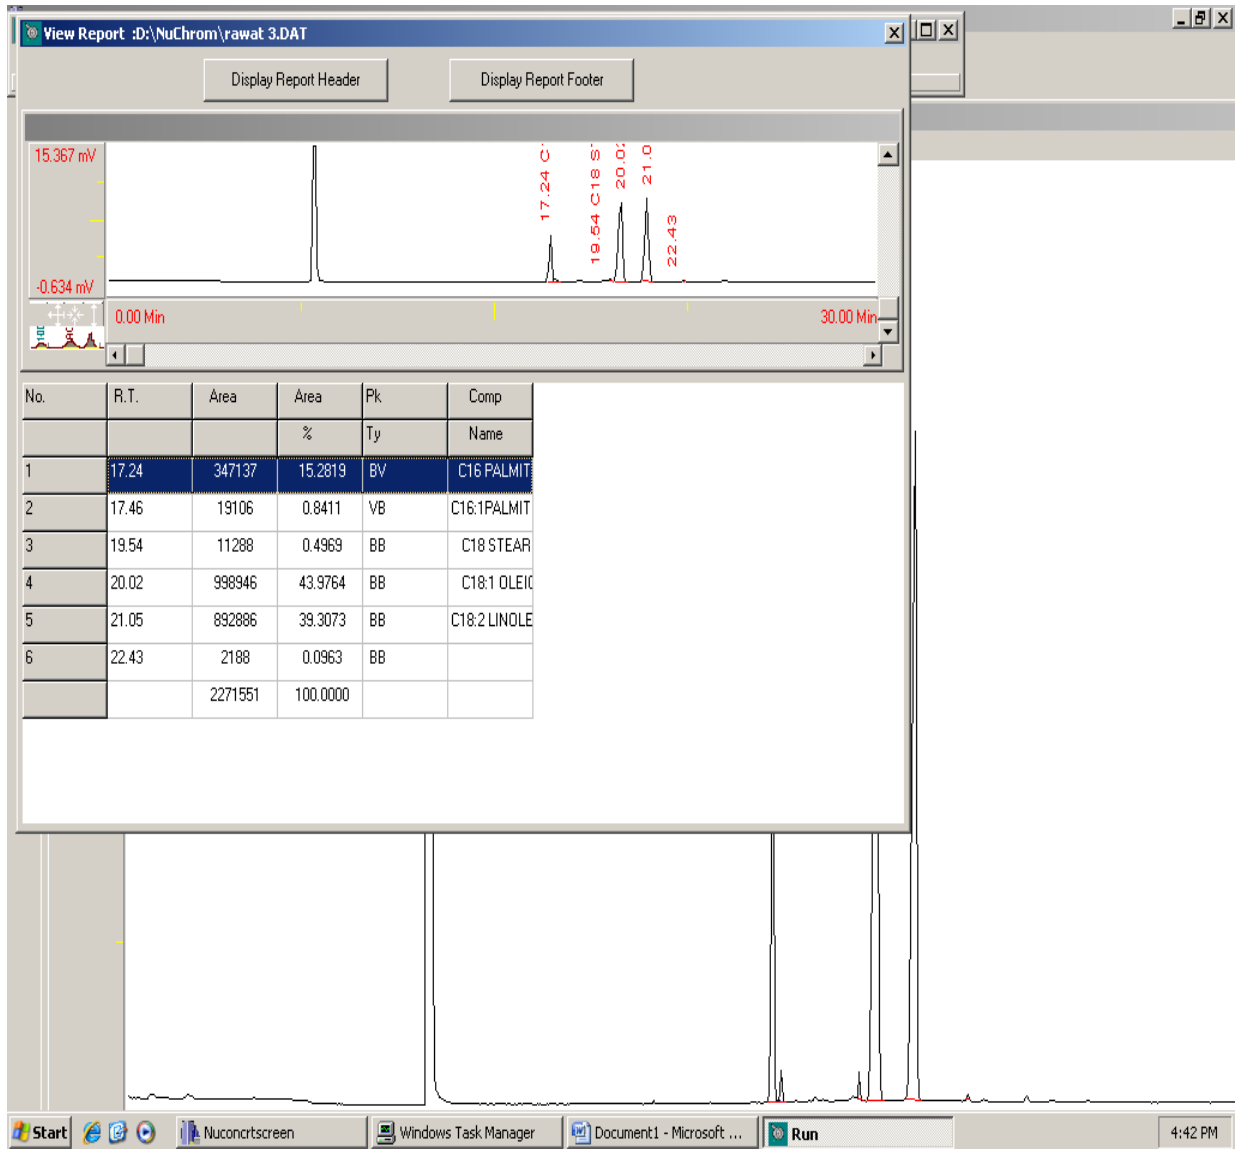 View Report :D:\NuChrom\rawat 3.DAT
Display Report Header Display Report Footer
15.367 mV
-0.634 mV
17.24 C
19.54 C18 S
20.02
21.0
22.43
0.00 Min 30.00 Min
No. R.T. Area Area Pk Comp
% Ty Name
1 17.24 347137 15.2819 BV C16 PALMIT
2 17.46 19106 0.8411 VB C16:1PALMIT
3 19.54 11288 0.4969 BB C18 STEAR
4 20.02 998946 43.9764 BB C18:1 OLEIC
5 21.05 892886 39.3073 BB C18:2 LINOLE
6 22.43 2188 0.0963 BB
2271551 100.0000
Start Nuconcrtscreen Windows Task Manager Document1 - Microsoft ... Run 4:42 PM